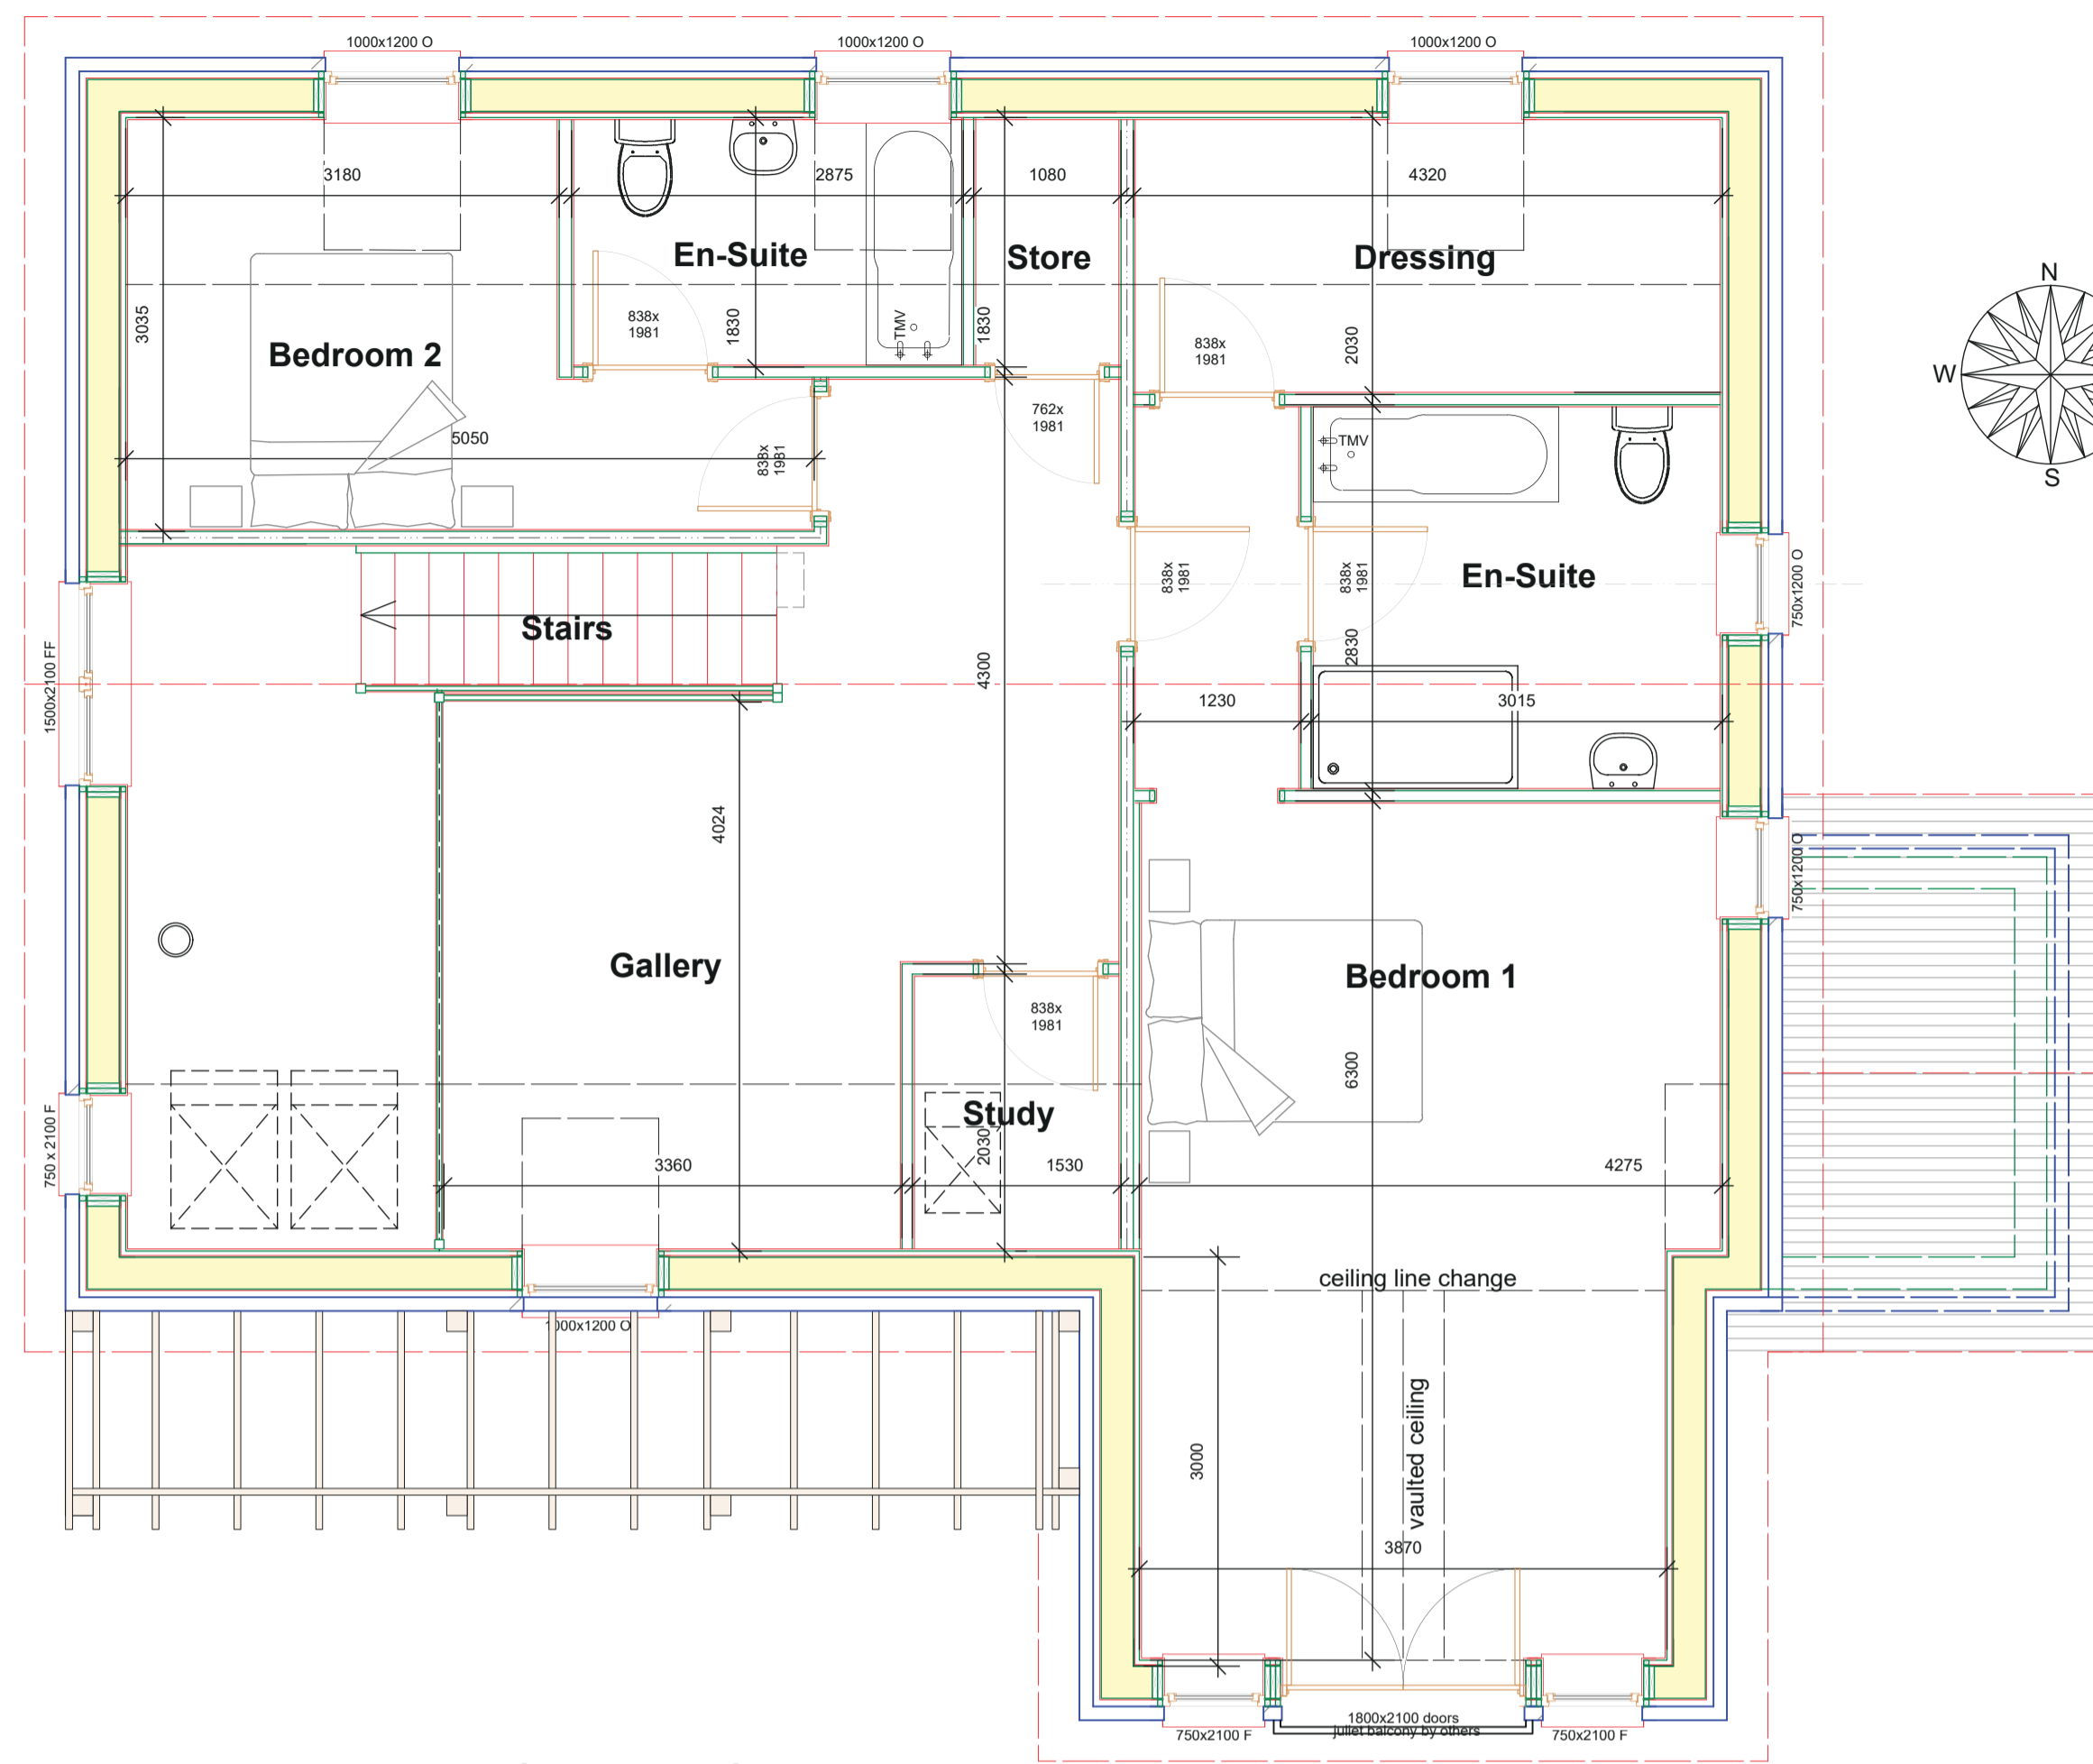 1000x1200 O
1000x1200 O
1000x1200 O
3180
2875
1080
4320
En-Suite
Store
Dressing
N
W
S
3035
838x
1981
1830
TMV
1830
2030
838x
1981
Bedroom 2
762x
1981
5050
838x
1981
TMV
Stairs
838x
1981
838x
1981
En-Suite
750x1200 O
1500x2100 FF
4300
2830
1230
3015
4024
750x1200 O
Gallery
Bedroom 1
838x
1981
6300
750 x 2100 F
Study
2030
3360
1530
4275
ceiling line change
1000x1200 O
vaulted ceiling
3000
3870
750x2100 F
1800x2100 doors
juliet balcony by others
750x2100 F